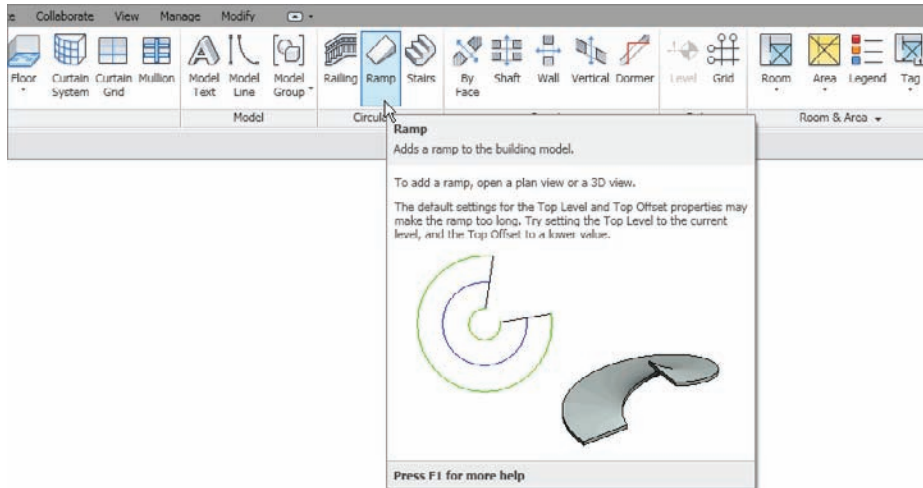 Collaborate View Manage Modify
Floor Curtain System Curtain Grid Mullion Model Text Model Line Model Group Railing Ramp Stairs By Face Shaft Wall Vertical Dormer Level Grid Room Area Legend Tag
Model Room & Area
Ramp
Adds a ramp to the building model.
To add a ramp, open a plan view or a 3D view.
The default settings for the Top Level and Top Offset properties may
make the ramp too long. Try setting the Top Level to the current
level, and the Top Offset to a lower value.
Press F1 for more help